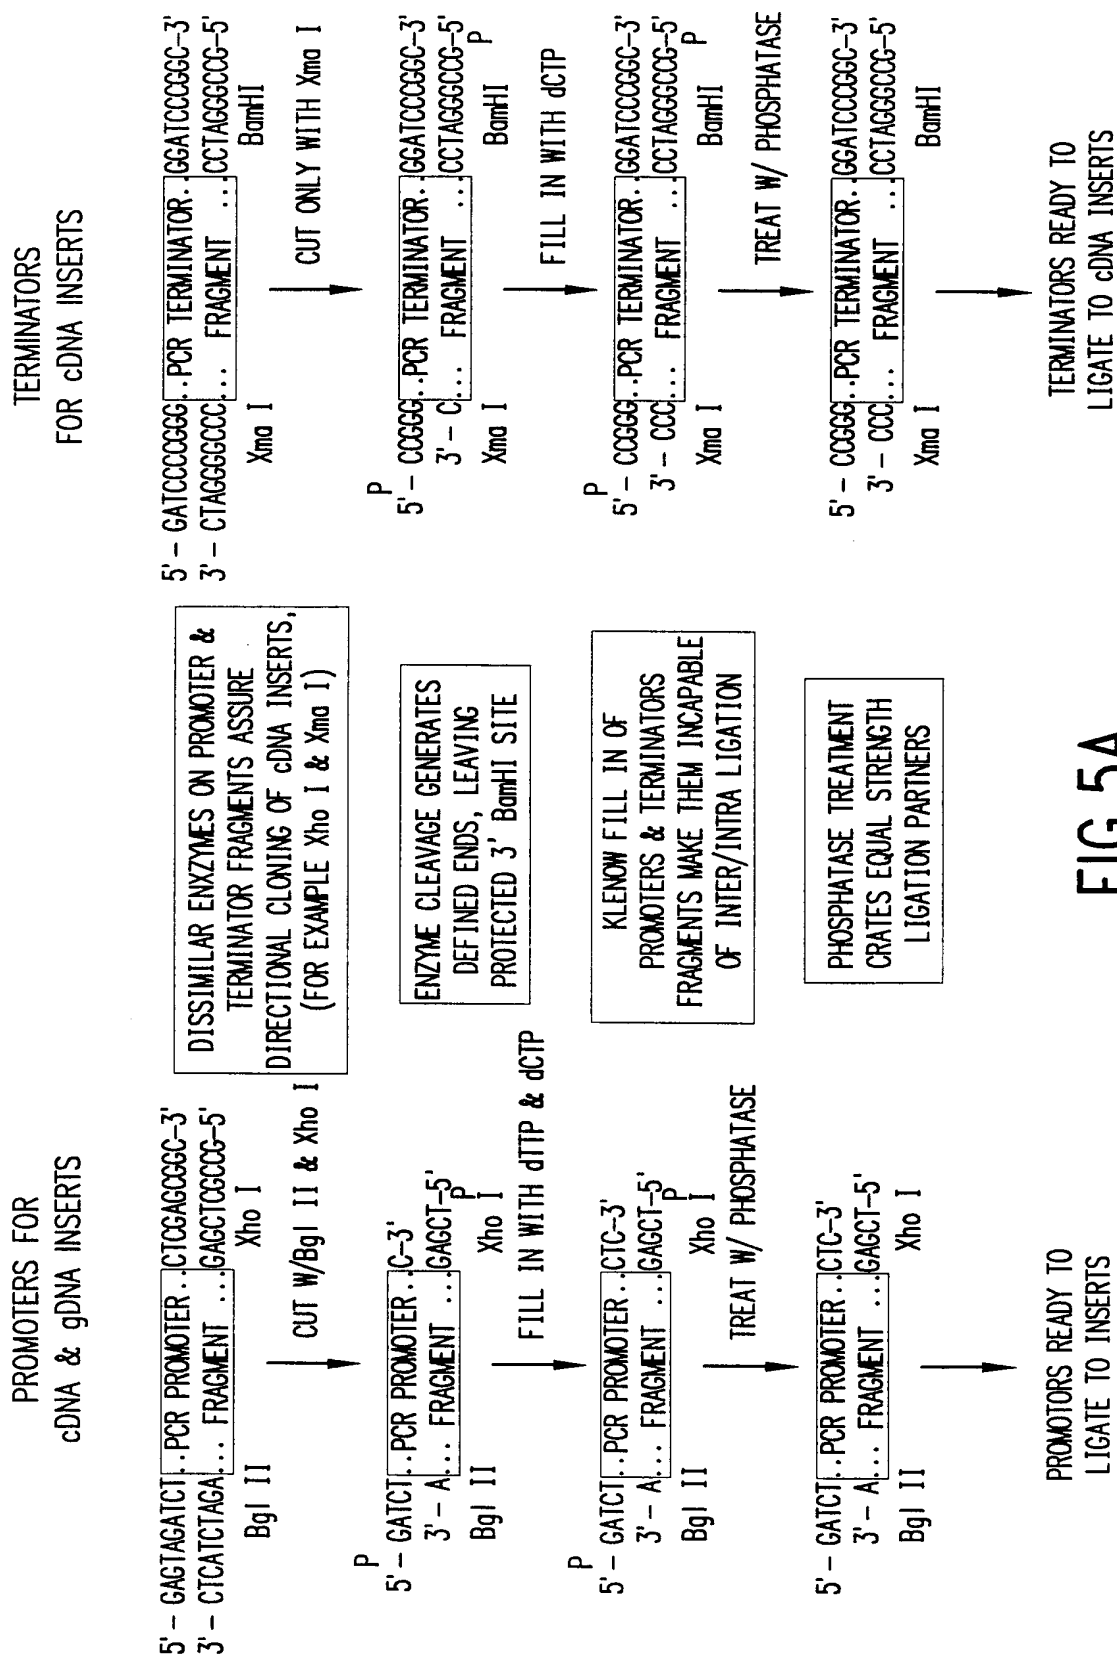 PROMOTERS FOR
cDNA & gDNA INSERTS
5'– GAGTAGATCT..PCR PROMOTER..CTCGAGCGGC–3'
3'– CTCATCTAGA... FRAGMENT ...GAGCTCGCCG–5'
Bgl II Xho I
CUT W/Bgl II & Xho I
P
5'– GATCT..PCR PROMOTER..C–3'
3'– A... FRAGMENT ...GAGCT–5'
P
Bgl II Xho I
FILL IN WITH dTTP & dCTP
P
5'– GATCT..PCR PROMOTER..CTC–3'
3'– A... FRAGMENT ...GAGCT–5'
P
Bgl II Xho I
TREAT W/ PHOSPHATASE
5'– GATCT..PCR PROMOTER..CTC–3'
3'– A... FRAGMENT ...GAGCT–5'
Bgl II Xho I
PROMOTORS READY TO
LIGATE TO INSERTS
DISSIMILAR ENXZYMES ON PROMOTER &
TERMINATOR FRAGMENTS ASSURE
DIRECTIONAL CLONING OF cDNA INSERTS,
(FOR EXAMPLE Xho I & Xma I)
ENZYME CLEAVAGE GENERATES
DEFINED ENDS, LEAVING
PROTECTED 3' BamHI SITE
KLENOW FILL IN OF
PROMOTERS & TERMINATORS
FRAGMENTS MAKE THEM INCAPABLE
OF INTER/INTRA LIGATION
PHOSPHATASE TREATMENT
CRATES EQUAL STRENGTH
LIGATION PARTNERS
TERMINATORS
FOR cDNA INSERTS
5'– GATCCCCGGG..PCR TERMINATOR..GGATCCCGGC–3'
3'– CTAGGGGCCC... FRAGMENT ...CCTAGGGCCG–5'
Xma I BamHI
CUT ONLY WITH Xma I
P
5'– CCGGG..PCR TERMINATOR..GGATCCCGGC–3'
3'– C... FRAGMENT ...CCTAGGGCCG–5'
P
Xma I BamHI
FILL IN WITH dCTP
P
5'– CCGGG..PCR TERMINATOR..GGATCCCGGC–3'
3'– CCC... FRAGMENT ...CCTAGGGCCG–5'
P
Xma I BamHI
TREAT W/ PHOSPHATASE
5'– CCGGG..PCR TERMINATOR..GGATCCCGGC–3'
3'– CCC... FRAGMENT ...CCTAGGGCCG–5'
Xma I BamHI
TERMINATORS READY TO
LIGATE TO cDNA INSERTS
FIG.5A